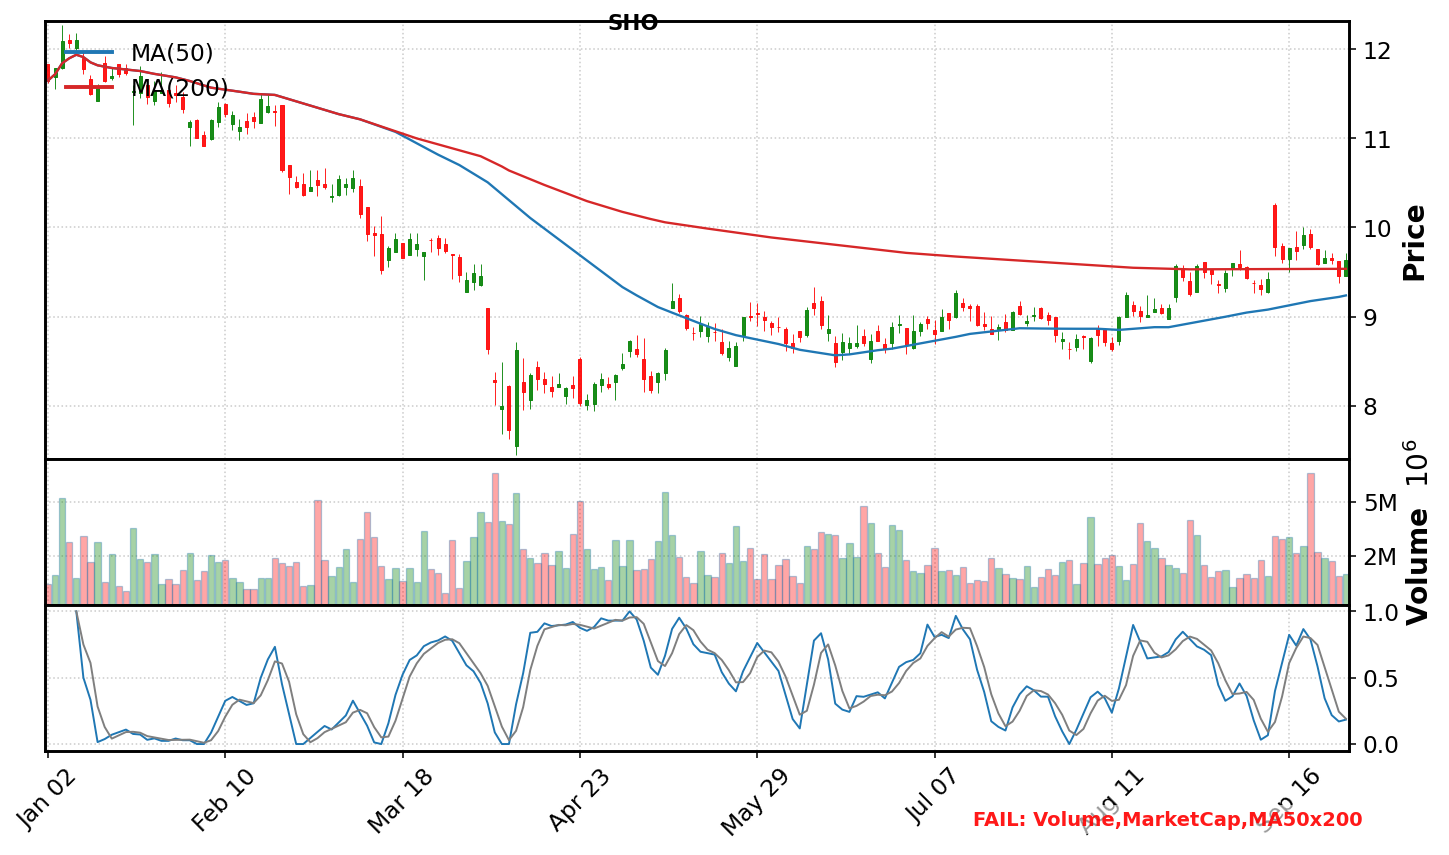 SHO
MA(50)
MA(200)
12
11
10
9
8
Price
10^6
5M
2M
Volume
1.0
0.5
0.0
Jan 02
Feb 10
Mar 18
Apr 23
May 29
Jul 07
Aug 11
Sep 16
FAIL: Volume,MarketCap,MA50x200